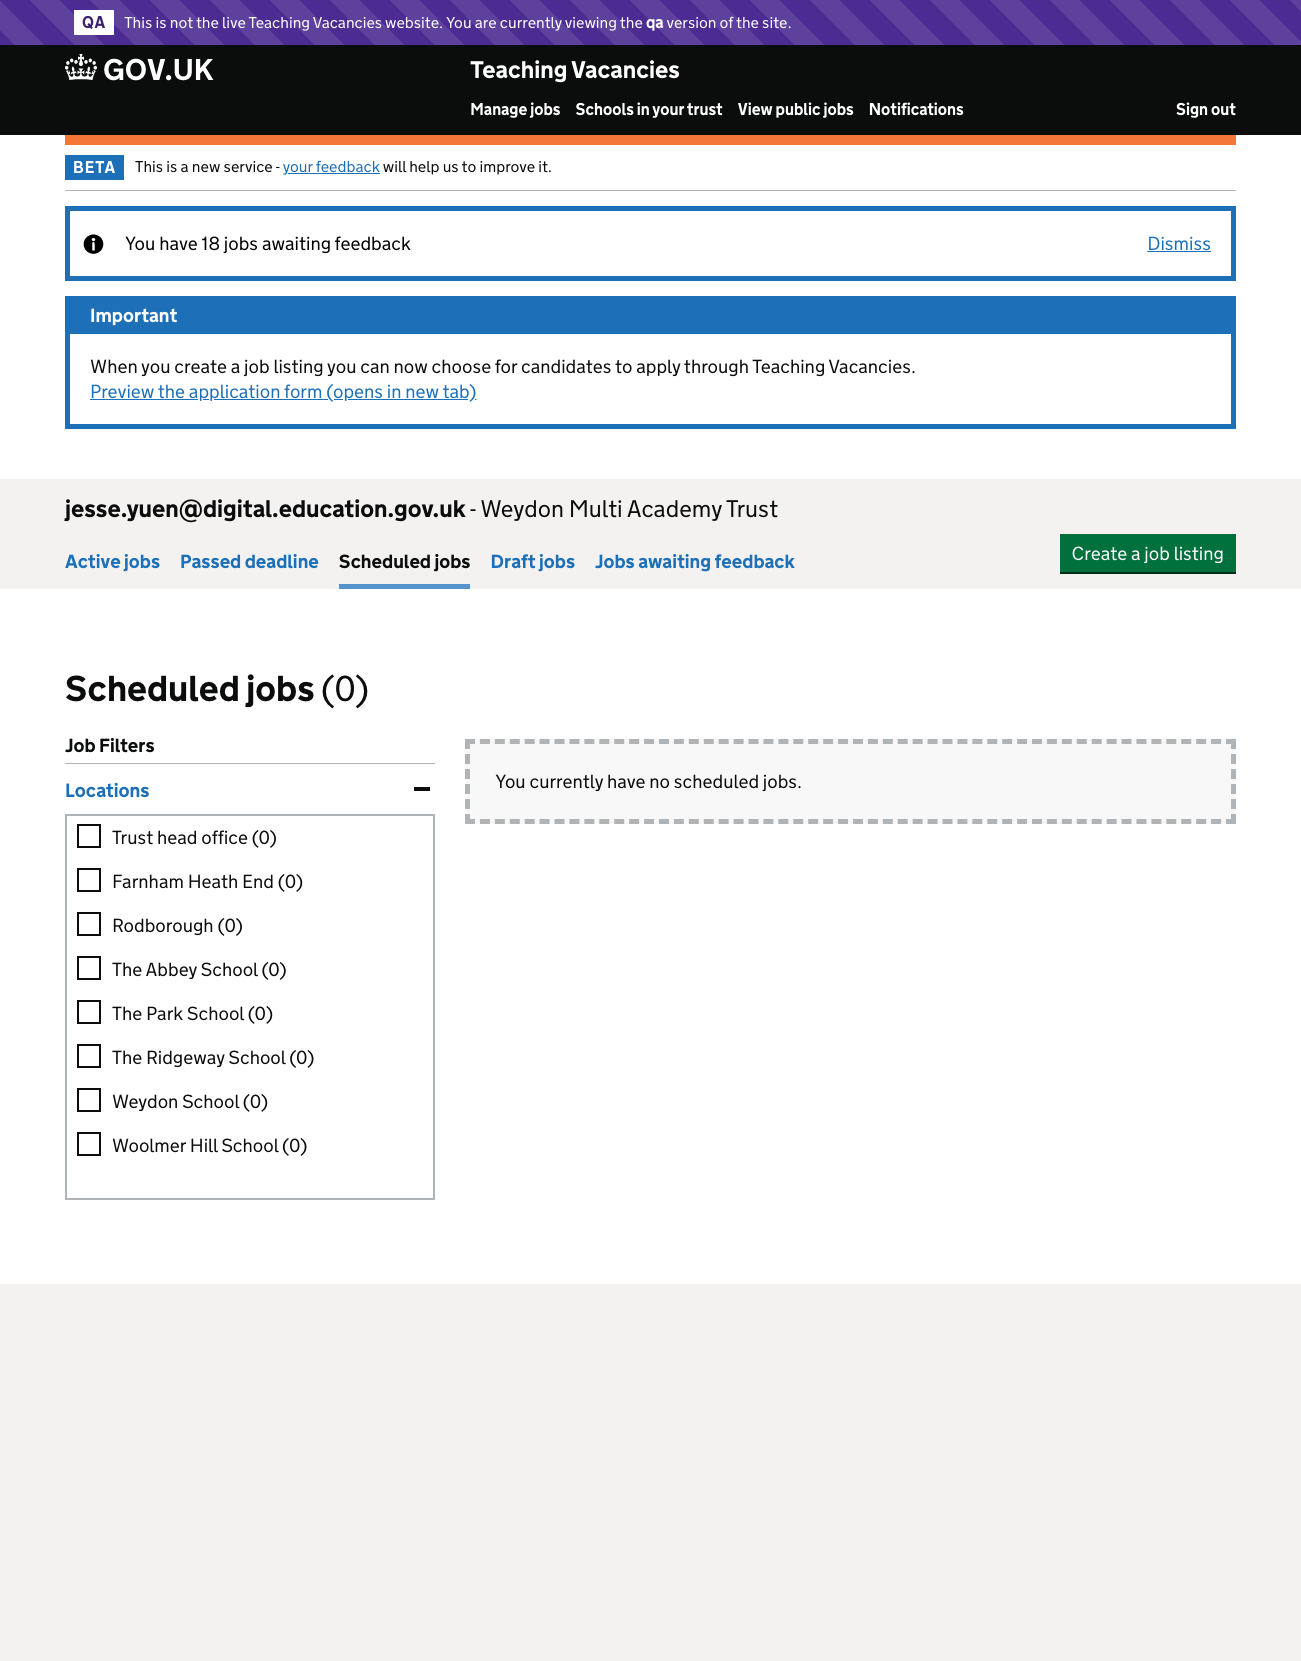 QA This is not the live Teaching Vacancies website. You are currently viewing the qa version of the site.
GOV.UK Teaching Vacancies
Manage jobs Schools in your trust View public jobs Notifications Sign out
BETA This is a new service - your feedback will help us to improve it.
You have 18 jobs awaiting feedback Dismiss
Important
When you create a job listing you can now choose for candidates to apply through Teaching Vacancies.
Preview the application form (opens in new tab)
jesse.yuen@digital.education.gov.uk - Weydon Multi Academy Trust
Active jobs Passed deadline Scheduled jobs Draft jobs Jobs awaiting feedback Create a job listing
Scheduled jobs (0)
Job Filters
Locations
Trust head office (0)
Farnham Heath End (0)
Rodborough (0)
The Abbey School (0)
The Park School (0)
The Ridgeway School (0)
Weydon School (0)
Woolmer Hill School (0)
You currently have no scheduled jobs.